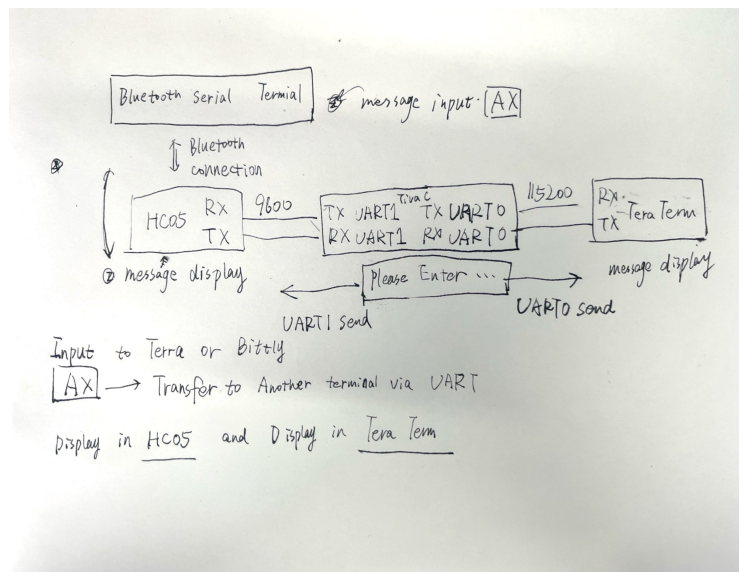 Bluetooth Serial Termial
message input. AX
Bluetooth
connection
HC05 RX
TX
9600
Tiva C
TX UART1 TX UART0
RX UART1 RX UART0
115200
RX
TX
Tera Term
② message display
message display
Please Enter ...
UART1 send
UART0 send
Input to Terra or Bittly
AX → Transfer to Another terminal via UART
Display in HC05 and Display in Tera Term